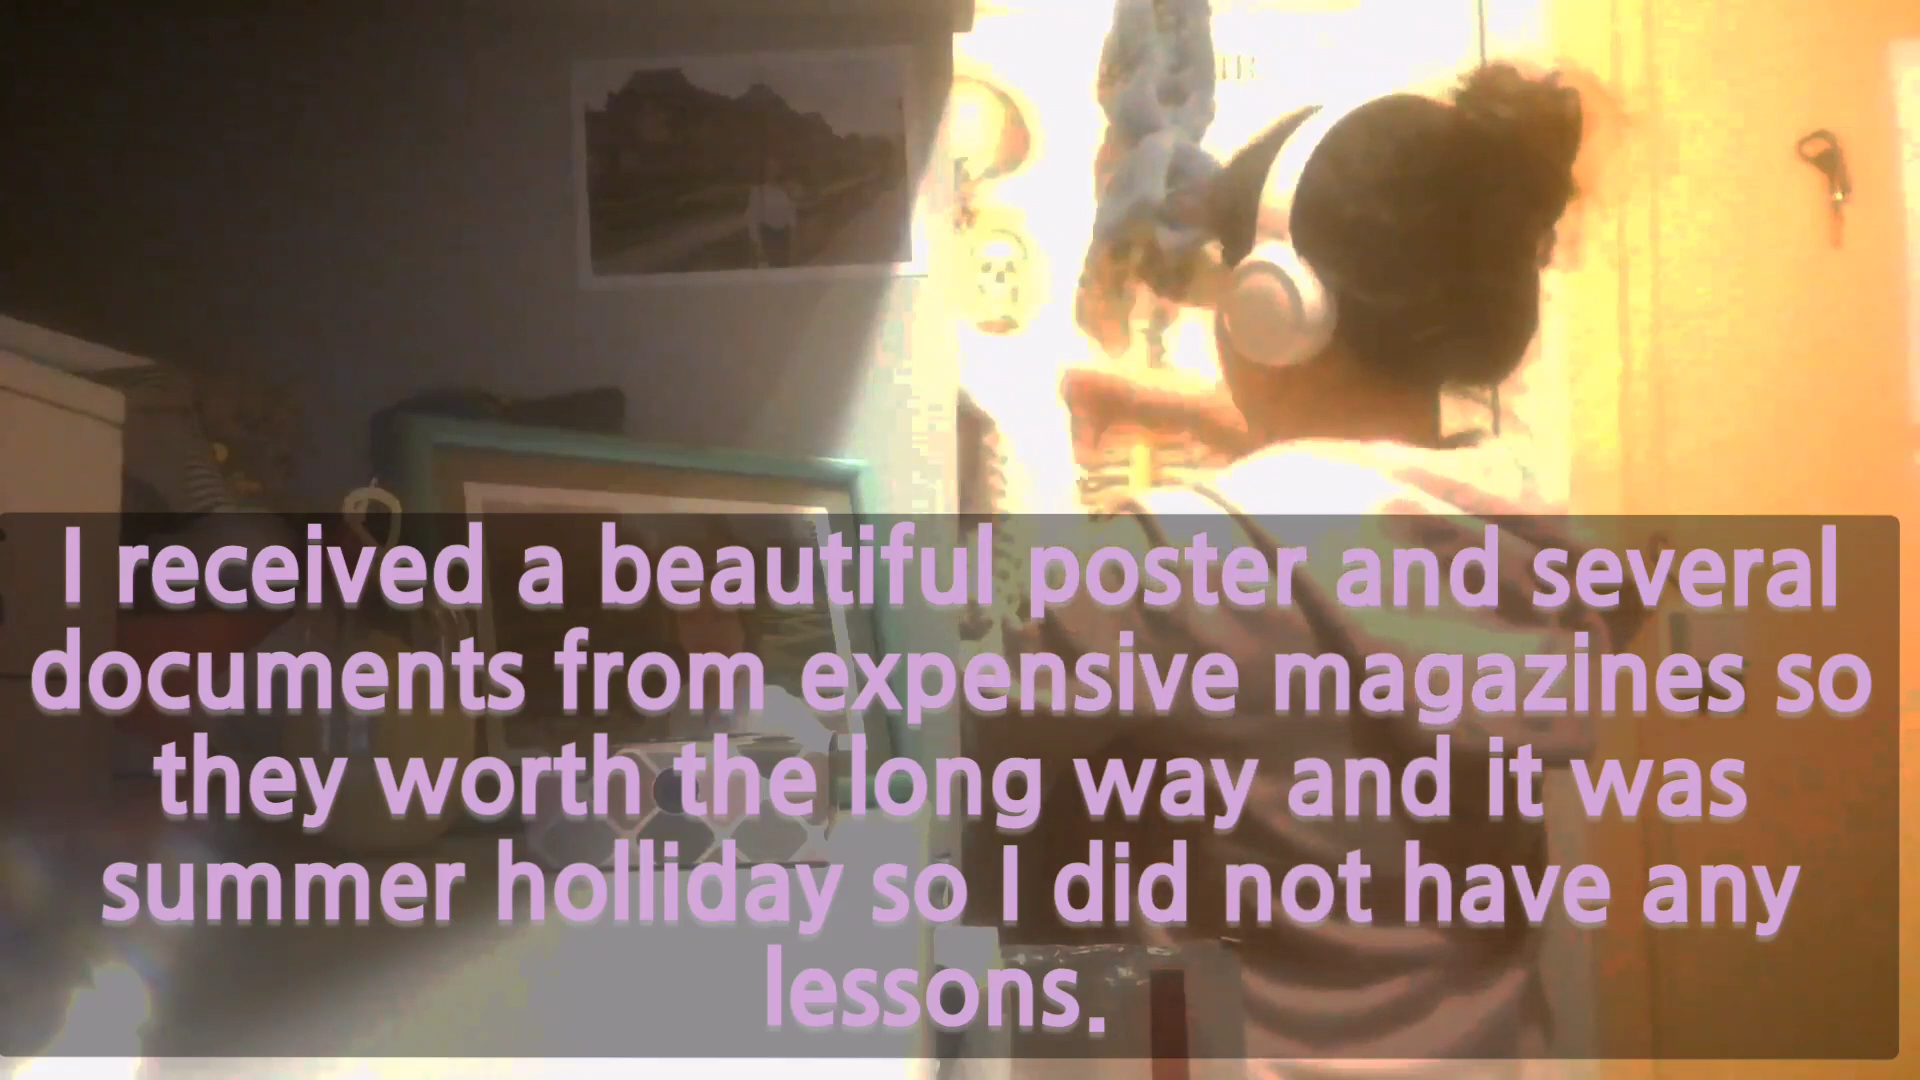 I received a beautiful poster and several
documents from expensive magazines so
they worth the long way and it was
summer holliday so I did not have any
lessons.